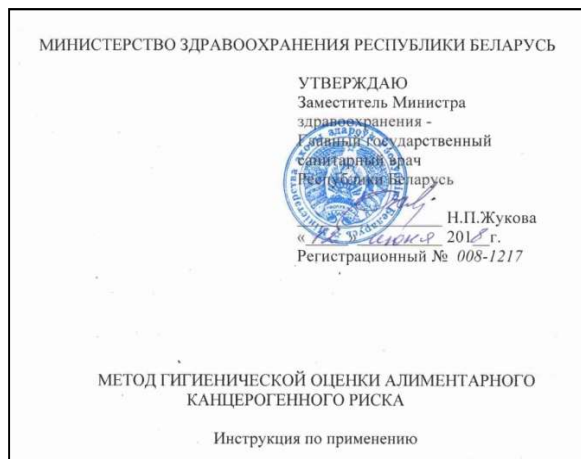 МИНИСТЕРСТВО ЗДРАВООХРАНЕНИЯ РЕСПУБЛИКИ БЕЛАРУСЬ
УТВЕРЖДАЮ
Заместитель Министра
здравоохранения -
Главный государственный
санитарный врач
Республики Беларусь
Н.П.Жукова
« 12 » июня 2018 г.
Регистрационный № 008-1217
МЕТОД ГИГИЕНИЧЕСКОЙ ОЦЕНКИ АЛИМЕНТАРНОГО
КАНЦЕРОГЕННОГО РИСКА
Инструкция по применению